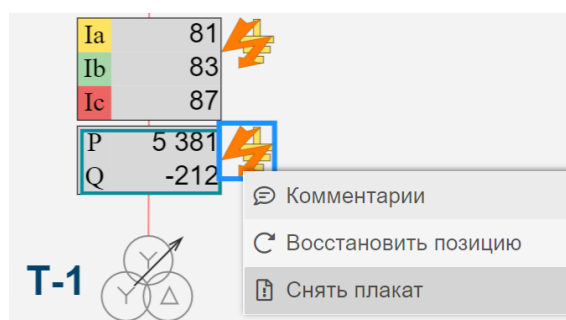 Ia 81
Ib 83
Ic 87
P 5 381
Q -212
Комментарии
Восстановить позицию
Снять плакат
Т-1